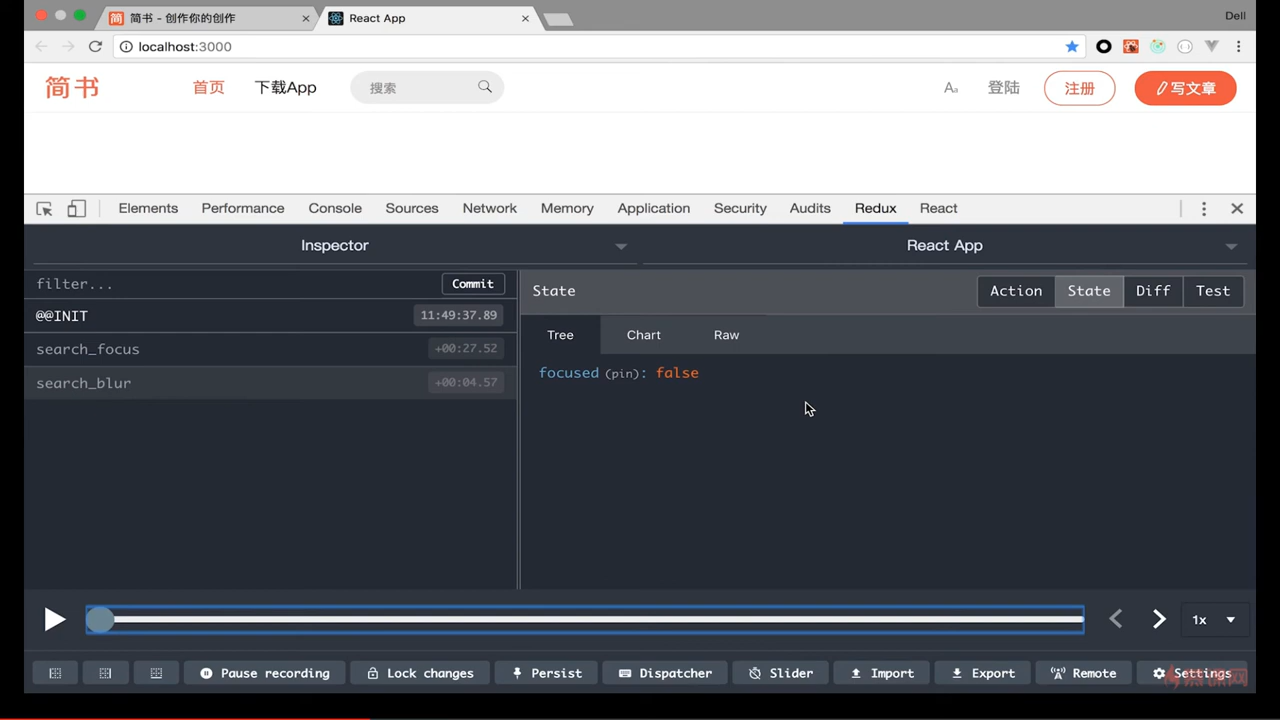 简书 - 创作你的创作
React App
Dell
localhost:3000
简书
首页
下载App
搜索
Aa
登陆
注册
写文章
Elements
Performance
Console
Sources
Network
Memory
Application
Security
Audits
Redux
React
Inspector
React App
filter...
Commit
@@INIT
11:49:37.89
search_focus
+00:27.52
search_blur
+00:04.57
State
Action
State
Diff
Test
Tree
Chart
Raw
focused (pin): false
1x
Pause recording
Lock changes
Persist
Dispatcher
Slider
Import
Export
Remote
Settings